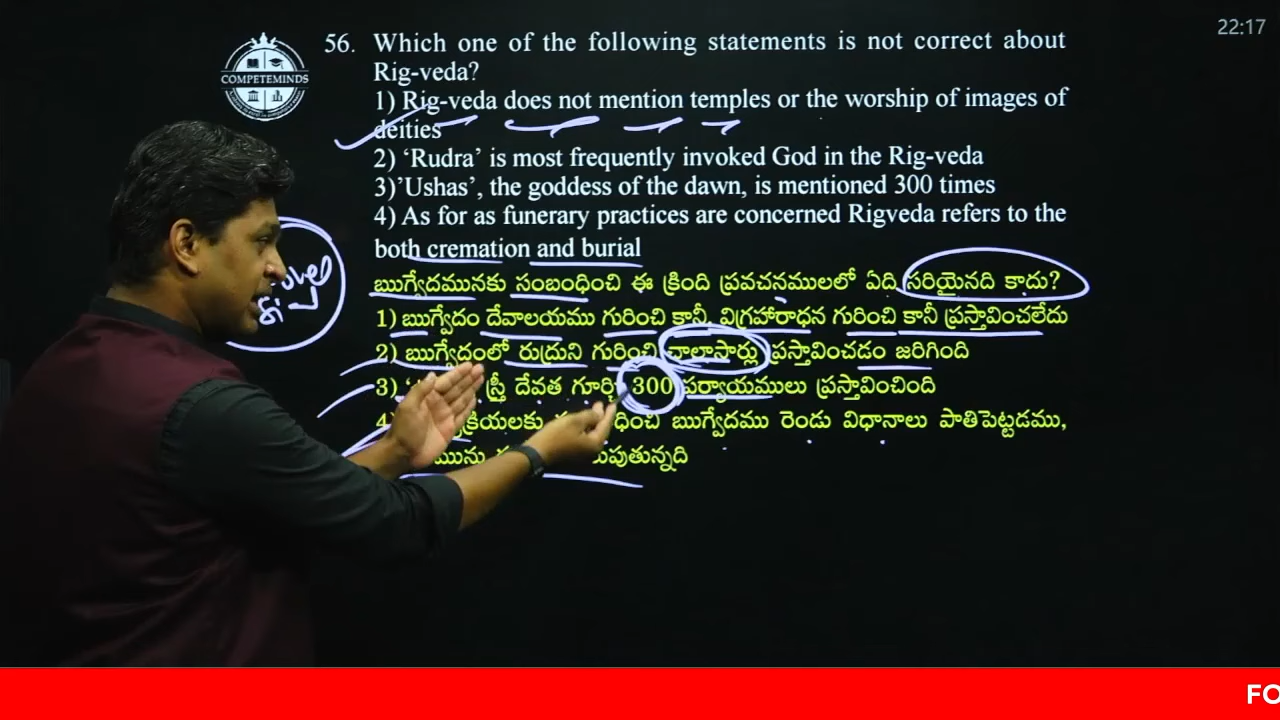 22:17
COMPETEMINDS
56. Which one of the following statements is not correct about
Rig-veda?
1) Rig-veda does not mention temples or the worship of images of
deities
2) ‘Rudra’ is most frequently invoked God in the Rig-veda
3)’Ushas’, the goddess of the dawn, is mentioned 300 times
4) As for as funerary practices are concerned Rigveda refers to the
both cremation and burial
ఋగ్వేదమునకు సంబంధించి ఈ క్రింది ప్రవచనములలో ఏది సరియైనది కాదు?
1) ఋగ్వేదం దేవాలయము గురించి కానీ, విగ్రహారాధన గురించి కానీ ప్రస్తావించలేదు
2) ఋగ్వేదంలో రుద్రుని గురించి చాలాసార్లు ప్రస్తావించడం జరిగింది
3) స్త్రీ దేవత గూర్చి 300 పర్యాయములు ప్రస్తావించింది
4) ఋగ్వేదము రెండు విధానాలు పాతిపెట్టడము,
FO